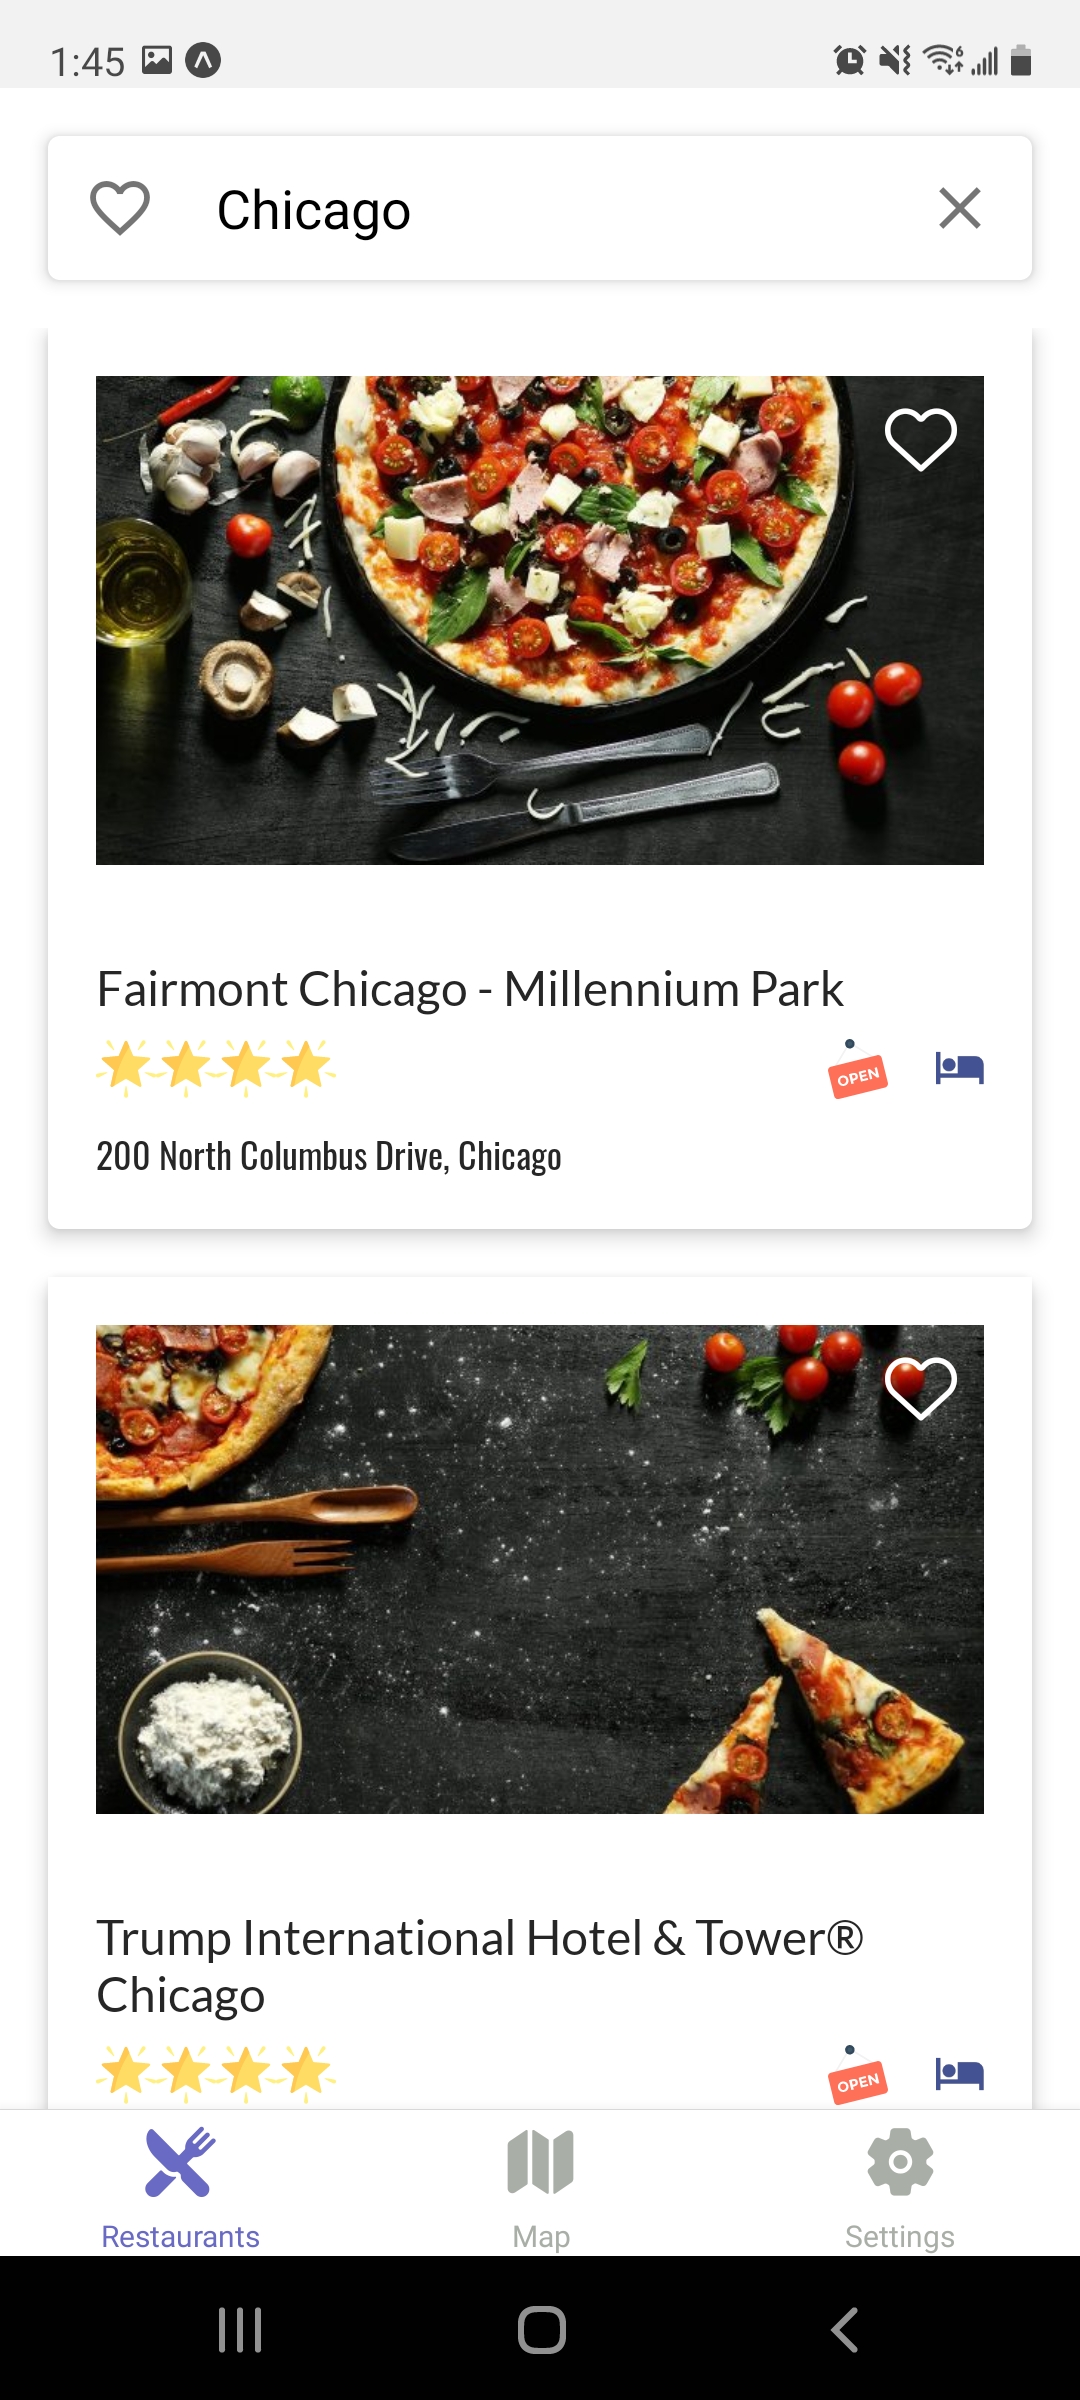 1:45
Chicago
Fairmont Chicago - Millennium Park
OPEN
200 North Columbus Drive, Chicago
Trump International Hotel & Tower®
Chicago
OPEN
Restaurants
Map
Settings